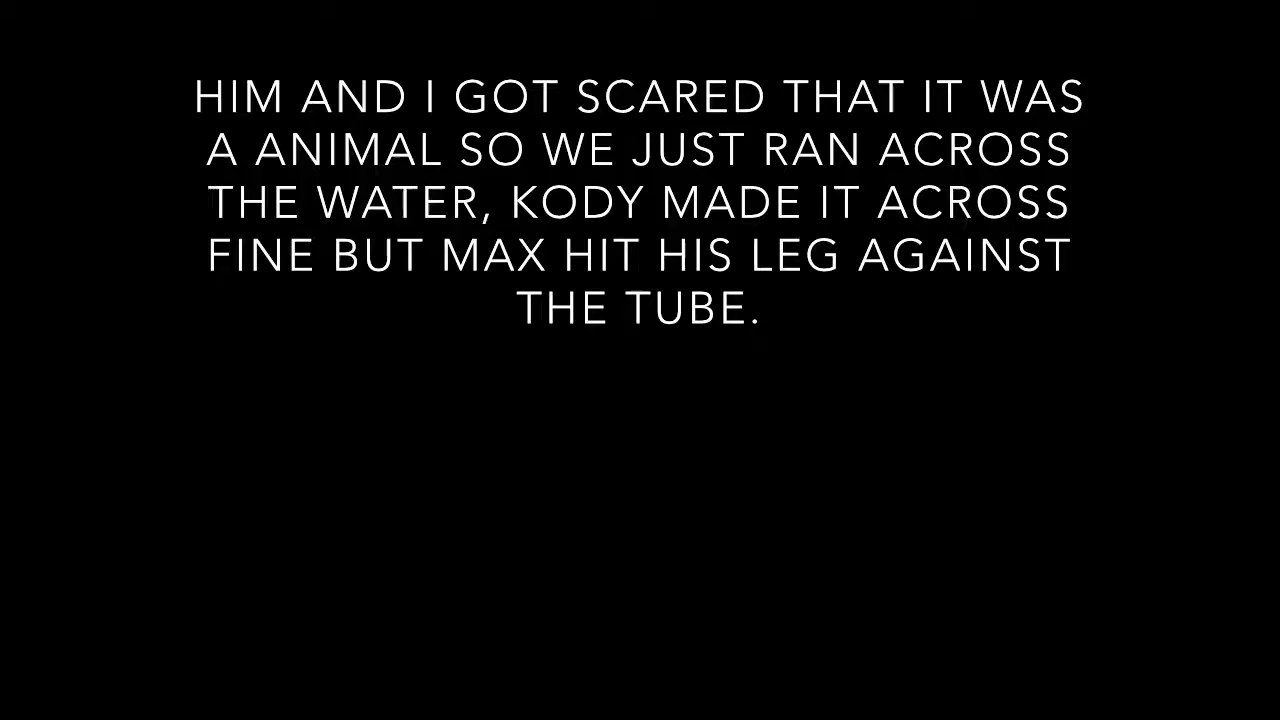 HIM AND I GOT SCARED THAT IT WAS
A ANIMAL SO WE JUST RAN ACROSS
THE WATER, KODY MADE IT ACROSS
FINE BUT MAX HIT HIS LEG AGAINST
THE TUBE.